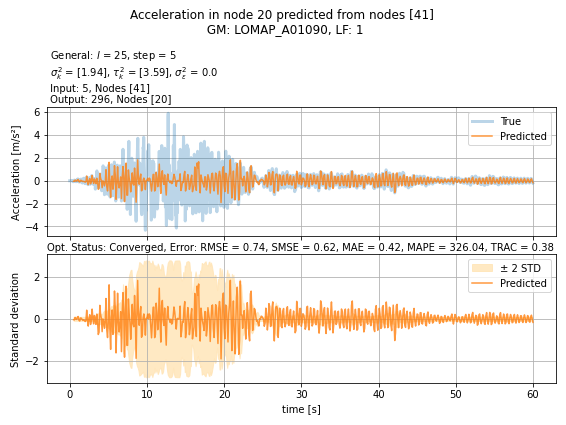 Acceleration in node 20 predicted from nodes [41]
GM: LOMAP_A01090, LF: 1
General: l = 25, step = 5
σ²ₖ = [1.94], τ²ₖ = [3.59], σ²ε = 0.0
Input: 5, Nodes [41]
Output: 296, Nodes [20]
6
4
2
0
−2
−4
Acceleration [m/s²]
True
Predicted
Opt. Status: Converged, Error: RMSE = 0.74, SMSE = 0.62, MAE = 0.42, MAPE = 326.04, TRAC = 0.38
2
0
−2
Standard deviation
± 2 STD
Predicted
0 10 20 30 40 50 60
time [s]